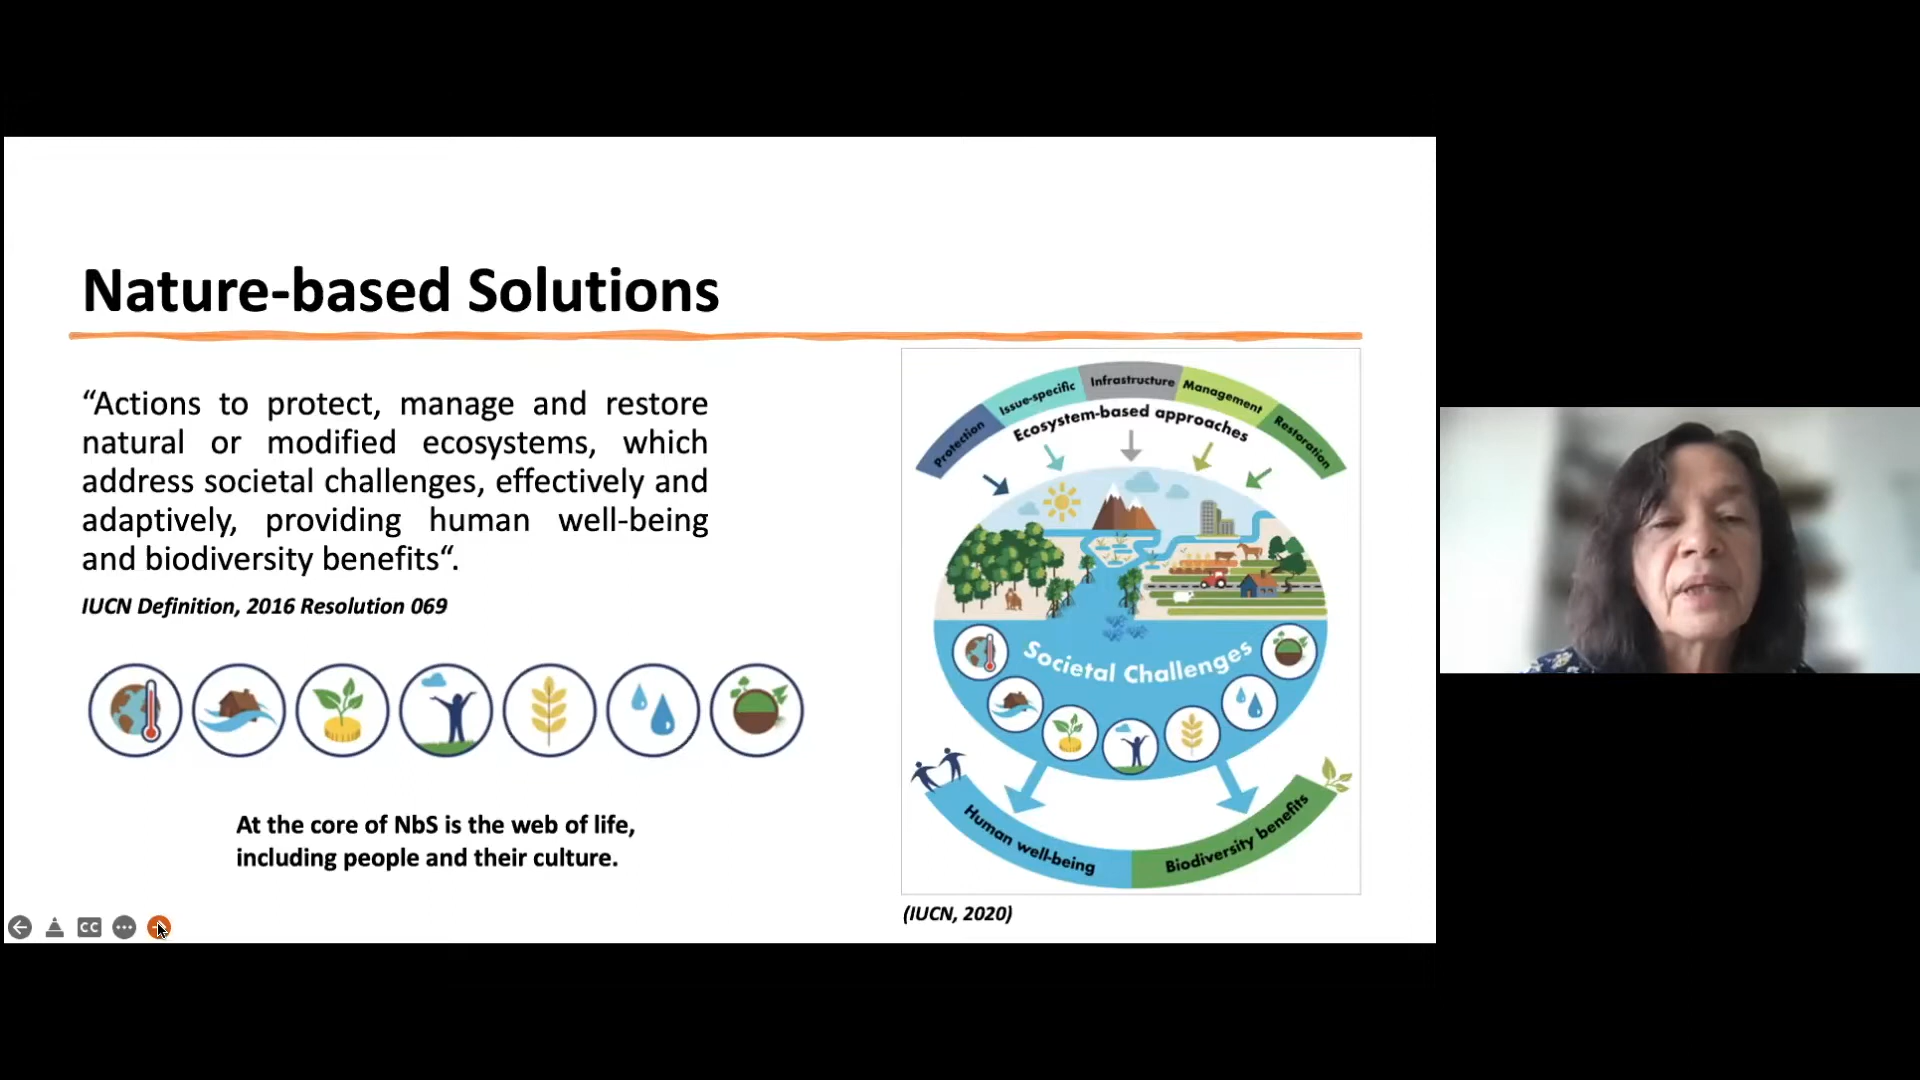 Nature-based Solutions
“Actions to protect, manage and restore
natural or modified ecosystems, which
address societal challenges, effectively and
adaptively, providing human well-being
and biodiversity benefits“.
IUCN Definition, 2016 Resolution 069
At the core of NbS is the web of life,
including people and their culture.
Protection
Issue-specific
Infrastructure
Management
Restoration
Ecosystem-based approaches
Societal Challenges
Human well-being
Biodiversity benefits
(IUCN, 2020)
CC